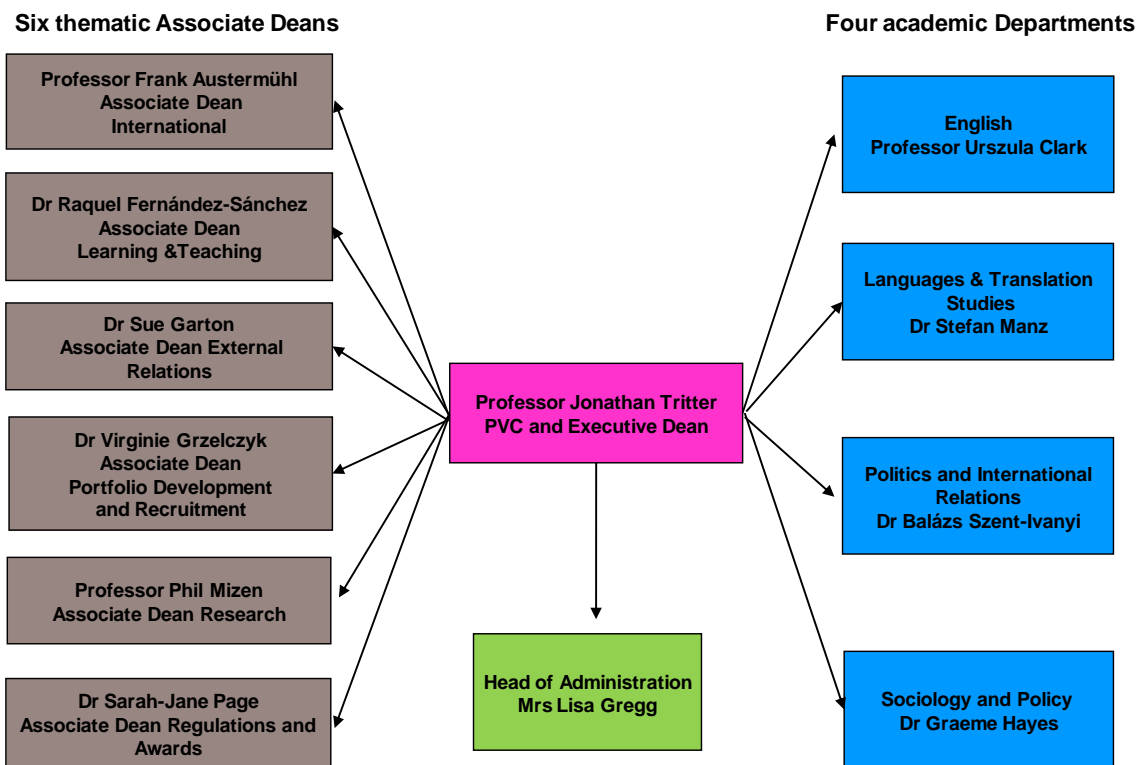 Six thematic Associate Deans
Four academic Departments
Professor Frank Austermühl
Associate Dean
International
Dr Raquel Fernández-Sánchez
Associate Dean
Learning &Teaching
Dr Sue Garton
Associate Dean External
Relations
Dr Virginie Grzelczyk
Associate Dean
Portfolio Development
and Recruitment
Professor Phil Mizen
Associate Dean Research
Dr Sarah-Jane Page
Associate Dean Regulations and
Awards
Professor Jonathan Tritter
PVC and Executive Dean
Head of Administration
Mrs Lisa Gregg
English
Professor Urszula Clark
Languages & Translation
Studies
Dr Stefan Manz
Politics and International
Relations
Dr Balázs Szent-Ivanyi
Sociology and Policy
Dr Graeme Hayes